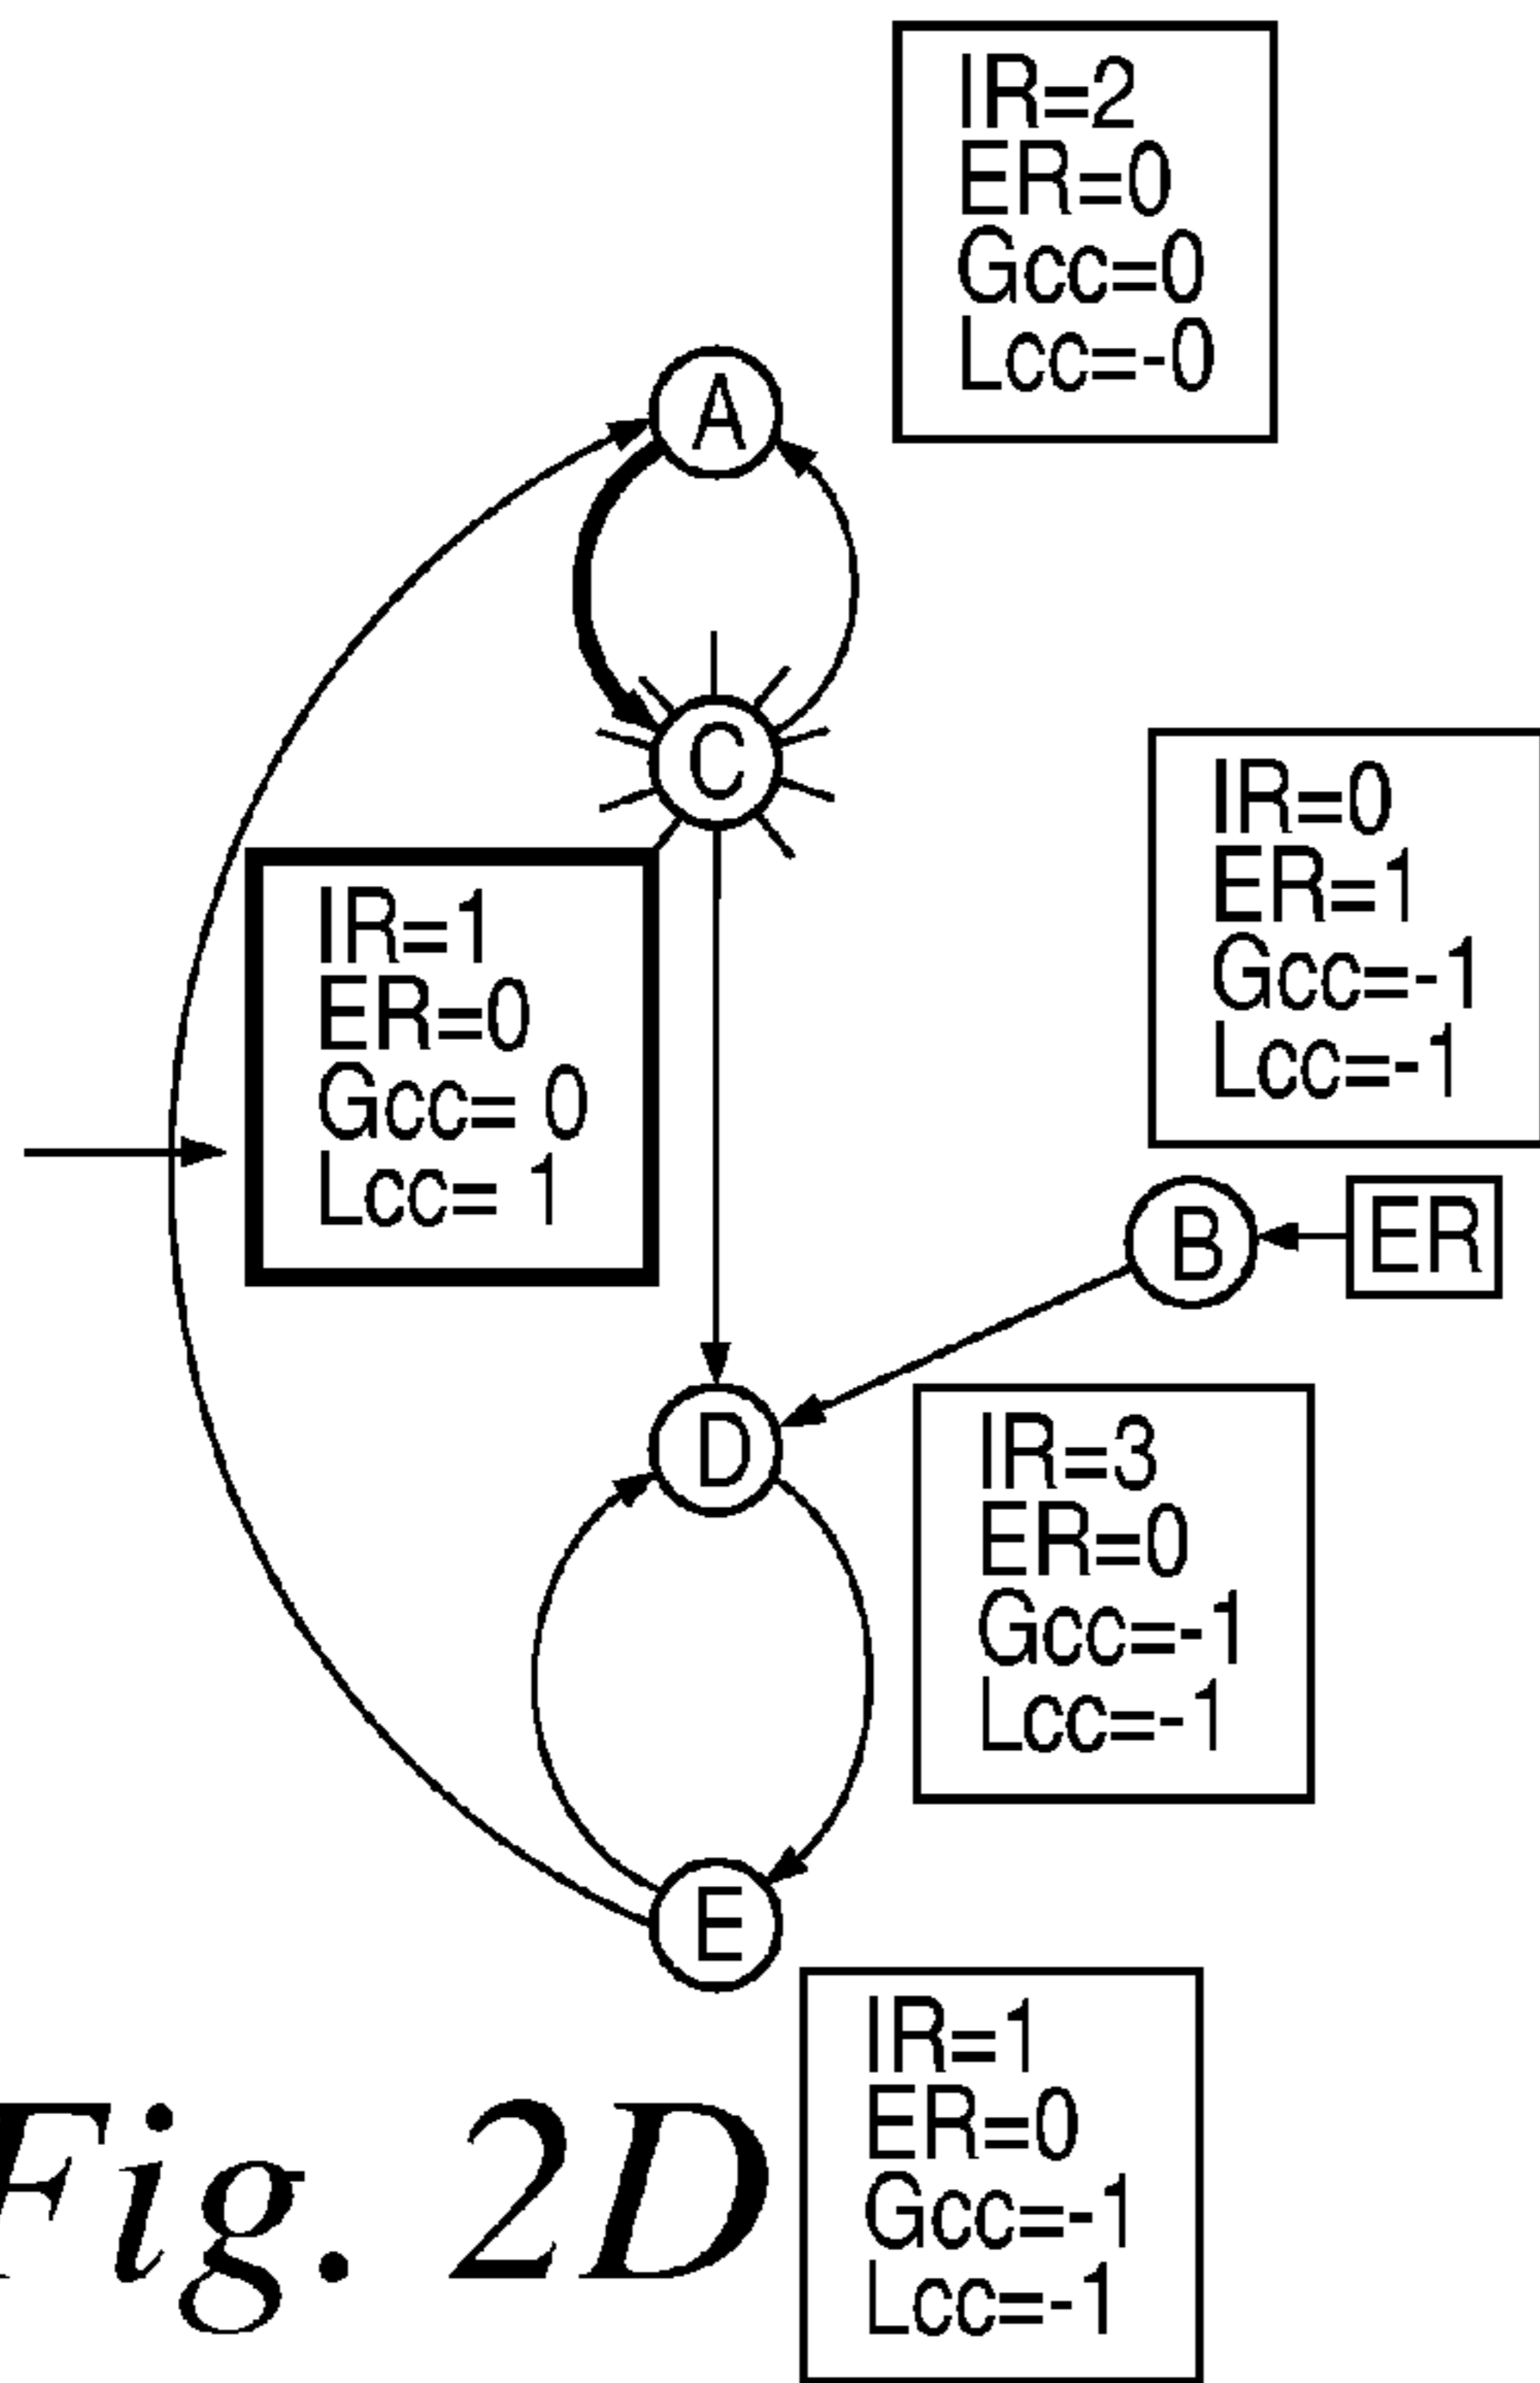 IR=2
ER=0
Gcc=0
Lcc=-0
A
C
IR=0
ER=1
Gcc=-1
Lcc=-1
IR=1
ER=0
Gcc= 0
Lcc= 1
B
ER
D
IR=3
ER=0
Gcc=-1
Lcc=-1
E
IR=1
ER=0
Gcc=-1
Lcc=-1
Fig. 2D